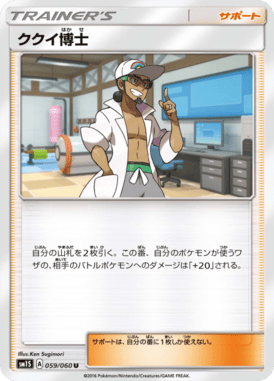 TRAINER'S
サポート
ククイ博士
はかせ
自分の山札を2枚引く。この番、自分のポケモンが使うワ
ザの、相手のバトルポケモンへのダメージは「+20」される。
サポートは、自分の番に1枚しか使えない。
Illus.Ken Sugimori
SM1S A 059/060 U
©2016 Pokémon/Nintendo/Creatures/GAME FREAK.